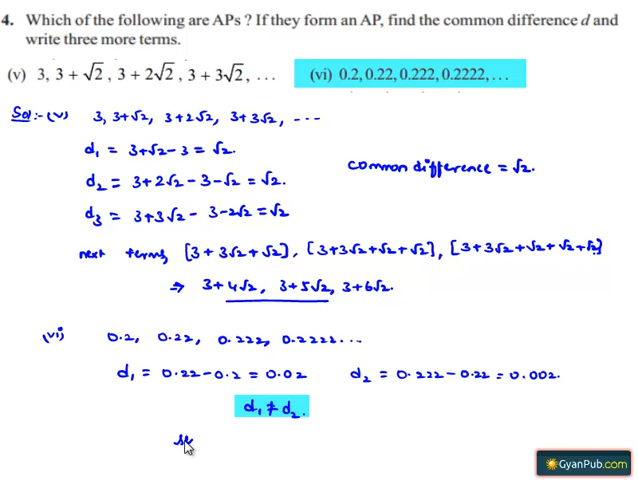 4. Which of the following are APs ? If they form an AP, find the common difference d and
write three more terms.
(v) 3, 3 + √2 , 3 + 2√2 , 3 + 3√2 , . . . (vi) 0.2, 0.22, 0.222, 0.2222, . . .
Sol:- (v) 3, 3+√2, 3+2√2, 3+3√2, ---
d₁ = 3+√2-3 = √2.
common difference = √2.
d₂ = 3+2√2-3-√2 = √2.
d₃ = 3+3√2 - 3-2√2 = √2
next terms [3+3√2+√2], [3+3√2+√2+√2], [3+3√2+√2+√2+√2]
⇒ 3+4√2, 3+5√2, 3+6√2.
(vi) 0.2, 0.22, 0.222, 0.2222...
d₁ = 0.22-0.2 = 0.02 d₂ = 0.222-0.22 = 0.002.
d₁ ≠ d₂.
se
GyanPub.com